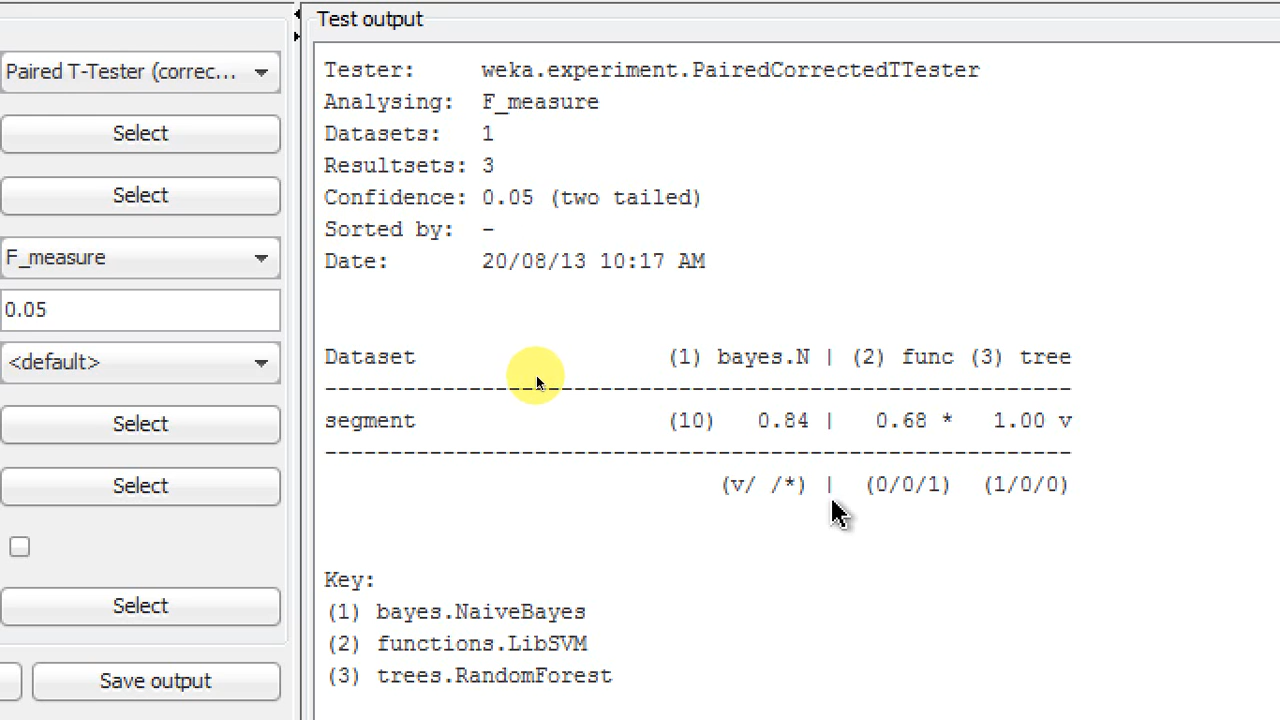 Test output
Paired T-Tester (correc...
Select
Select
F_measure
0.05
<default>
Select
Select
Select
Save output
Tester: weka.experiment.PairedCorrectedTTester
Analysing: F_measure
Datasets: 1
Resultsets: 3
Confidence: 0.05 (two tailed)
Sorted by: -
Date: 20/08/13 10:17 AM
Dataset (1) bayes.N | (2) func (3) tree
----------------------------------------------------------
segment (10) 0.84 | 0.68 * 1.00 v
----------------------------------------------------------
(v/ /*) | (0/0/1) (1/0/0)
Key:
(1) bayes.NaiveBayes
(2) functions.LibSVM
(3) trees.RandomForest